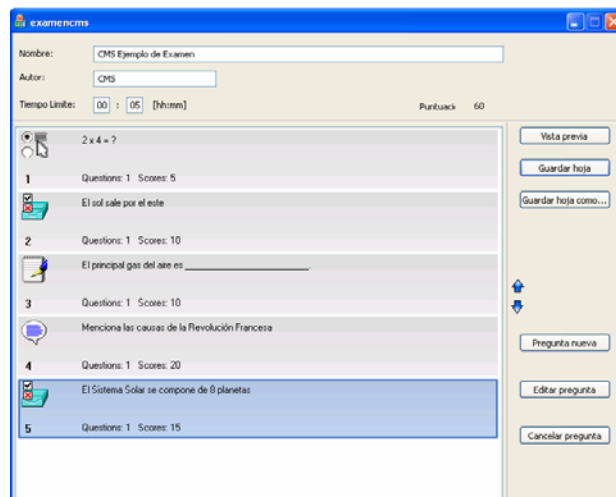 examencms
Nombre: CMS Ejemplo de Examen
Autor: CMS
Tiempo Limite: 00 : 05 [hh:mm] Puntuaci 60
2 x 4 = ?
1 Questions: 1 Scores: 5
El sol sale por el este
2 Questions: 1 Scores: 10
El principal gas del aire es ______________________.
3 Questions: 1 Scores: 10
Menciona las causas de la Revolución Francesa
4 Questions: 1 Scores: 20
El Sistema Solar se compone de 8 planetas
5 Questions: 1 Scores: 15
Vista previa
Guardar hoja
Guardar hoja como...
Pregunta nueva
Editar pregunta
Cancelar pregunta